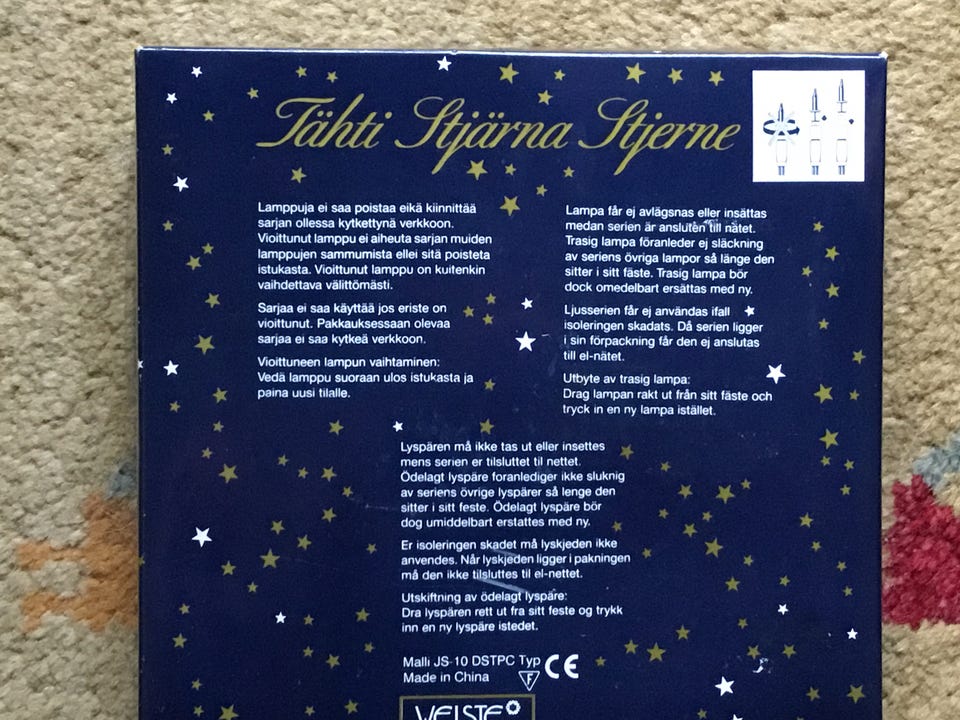 Tähti Stjärna Stjerne
Lamppuja ei saa poistaa eikä kiinnittää
sarjan ollessa kytkettynä verkkoon.
Vioittunut lamppu ei aiheuta sarjan muiden
lamppujen sammumista ellei sitä poisteta
istukasta. Vioittunut lamppu on kuitenkin
vaihdettava välittömästi.
Sarjaa ei saa käyttää jos eriste on
vioittunut. Pakkauksessaan olevaa
sarjaa ei saa kytkeä verkkoon.
Vioittuneen lampun vaihtaminen:
Vedä lamppu suoraan ulos istukasta ja
paina uusi tilalle.
Lampa får ej avlägsnas eller insättas
medan serien är ansluten till nätet.
Trasig lampa föranleder ej släckning
av seriens övriga lampor så länge den
sitter i sitt fäste. Trasig lampa bör
dock omedelbart ersättas med ny.
Ljusserien får ej användas ifall
isoleringen skadats. Då serien ligger
i sin förpackning får den ej anslutas
till el-nätet.
Utbyte av trasig lampa:
Drag lampan rakt ut från sitt fäste och
tryck in en ny lampa istället.
Lyspären må ikke tas ut eller insettes
mens serien er tilsluttet til nettet.
Ödelagt lyspäre foranlediger ikke sluknig
av seriens övrige lyspärer så lenge den
sitter i sitt feste. Ödelagt lyspäre bör
dog umiddelbart erstattes med ny.
Er isoleringen skadet må lyskjeden ikke
anvendes. Når lyskjeden ligger i pakningen
må den ikke tilsluttes til el-nettet.
Utskiftning av ödelagt lyspäre:
Dra lyspären rett ut fra sitt feste og trykk
inn en ny lyspäre istedet.
Malli JS-10 DSTPC Typ CE
Made in China F
WEISTE